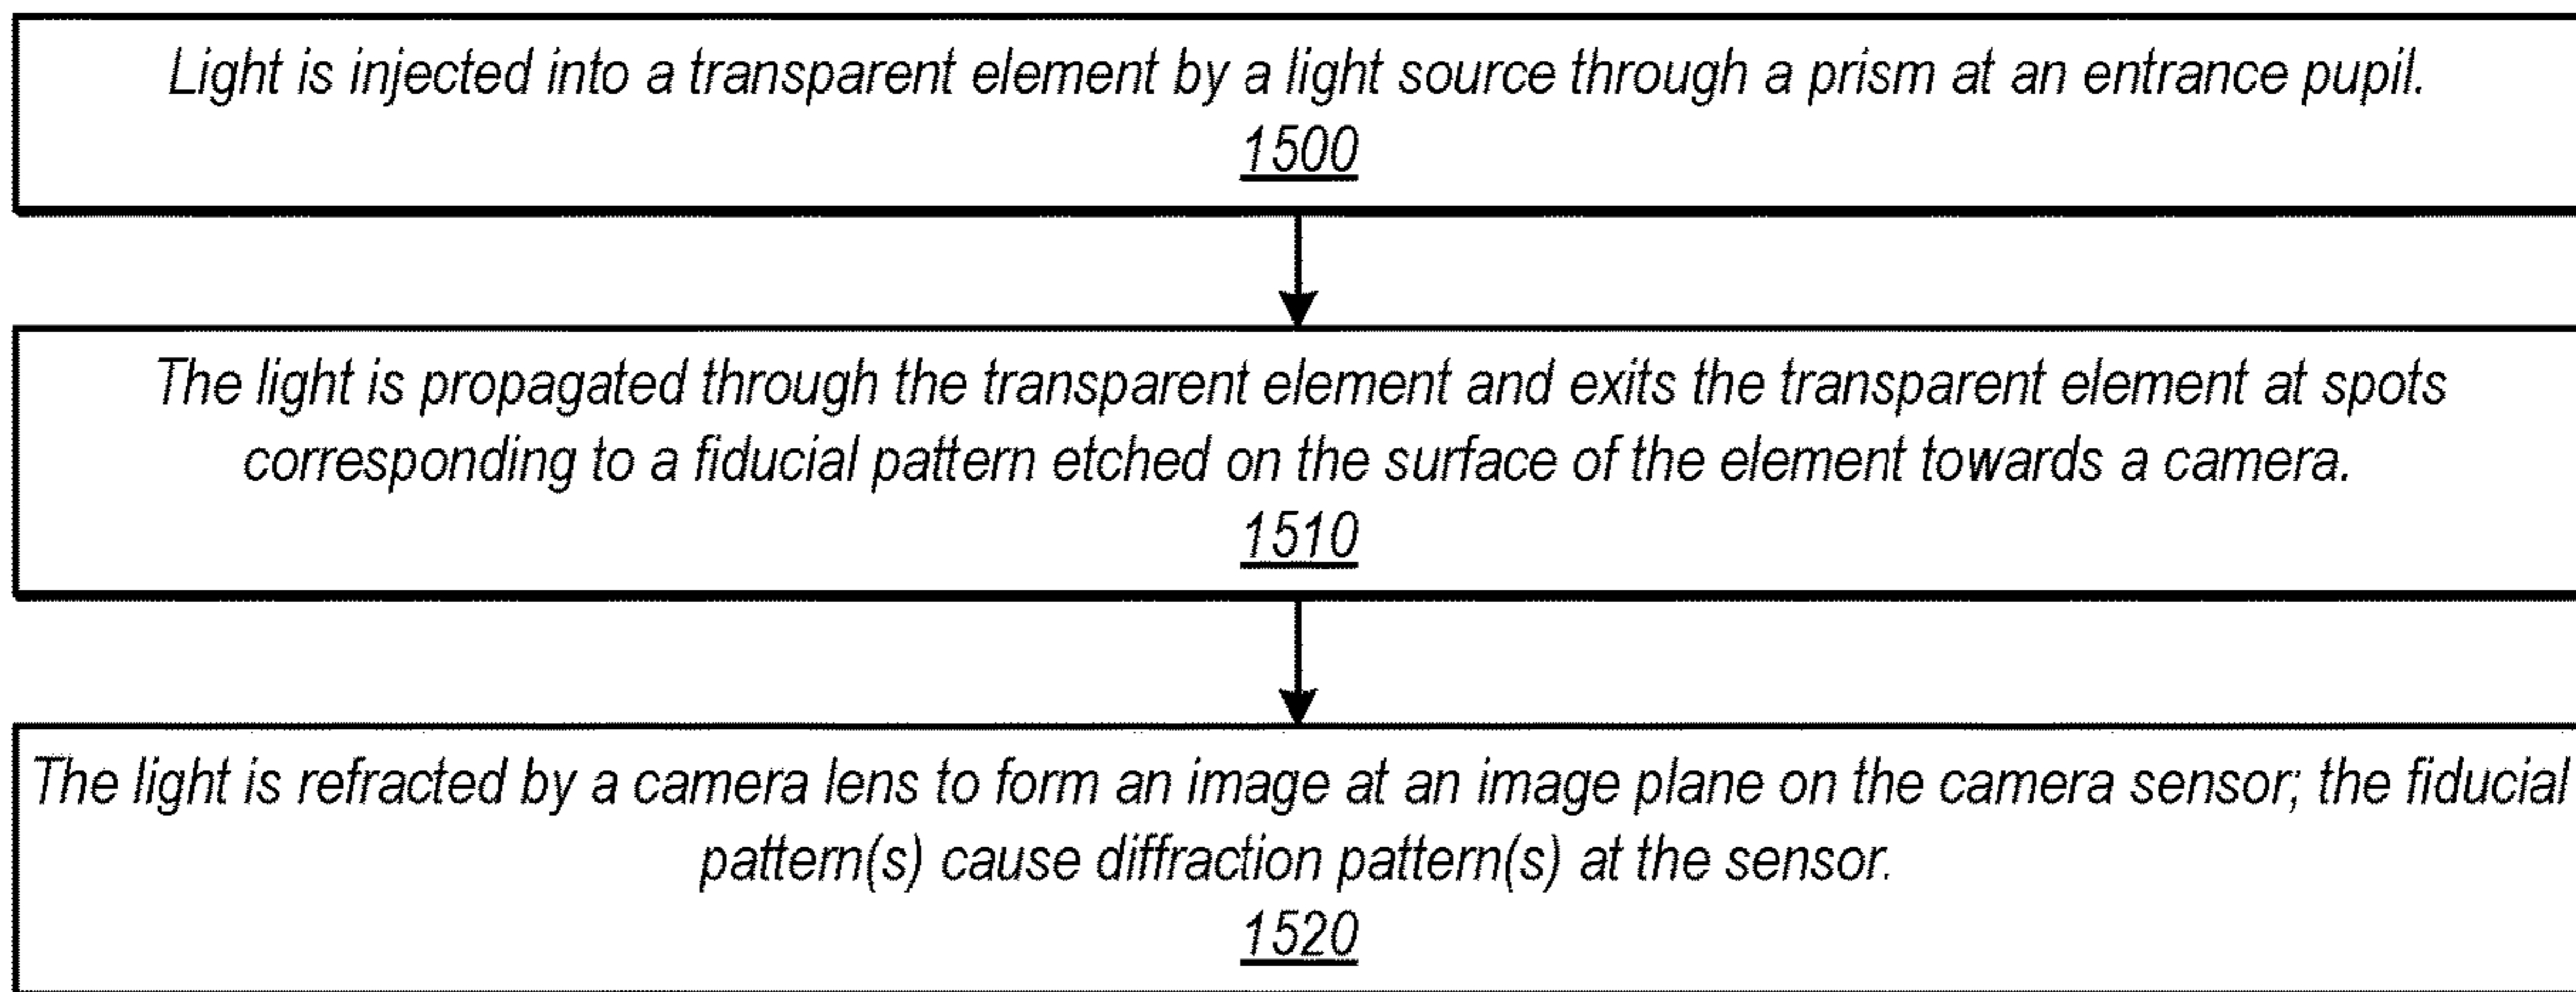 Light is injected into a transparent element by a light source through a prism at an entrance pupil.
1500
The light is propagated through the transparent element and exits the transparent element at spots
corresponding to a fiducial pattern etched on the surface of the element towards a camera.
1510
The light is refracted by a camera lens to form an image at an image plane on the camera sensor; the fiducial
pattern(s) cause diffraction pattern(s) at the sensor.
1520